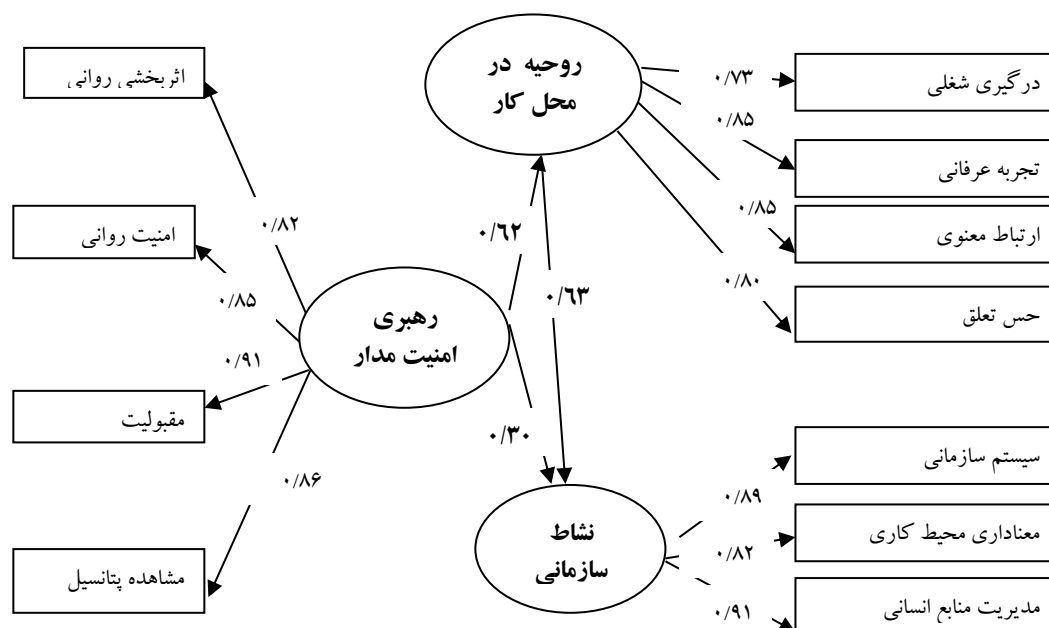 روحیه در
محل کار
اثربخشی روانی
درگیری شغلی
۰/۷۳
۰/۸۵
تجربه عرفانی
۰/۸۵
ارتباط معنوی
امنیت روانی
۰/۸۲
۰/۶۲
۰/۸۰
حس تعلق
۰/۸۵
۰/۶۳
رهبری
امنیت مدار
۰/۹۱
مقبولیت
۰/۳۰
سیستم سازمانی
۰/۸۶
۰/۸۹
معناداری محیط کاری
نشاط
سازمانی
۰/۸۲
مشاهده پتانسیل
مدیریت منابع انسانی
۰/۹۱